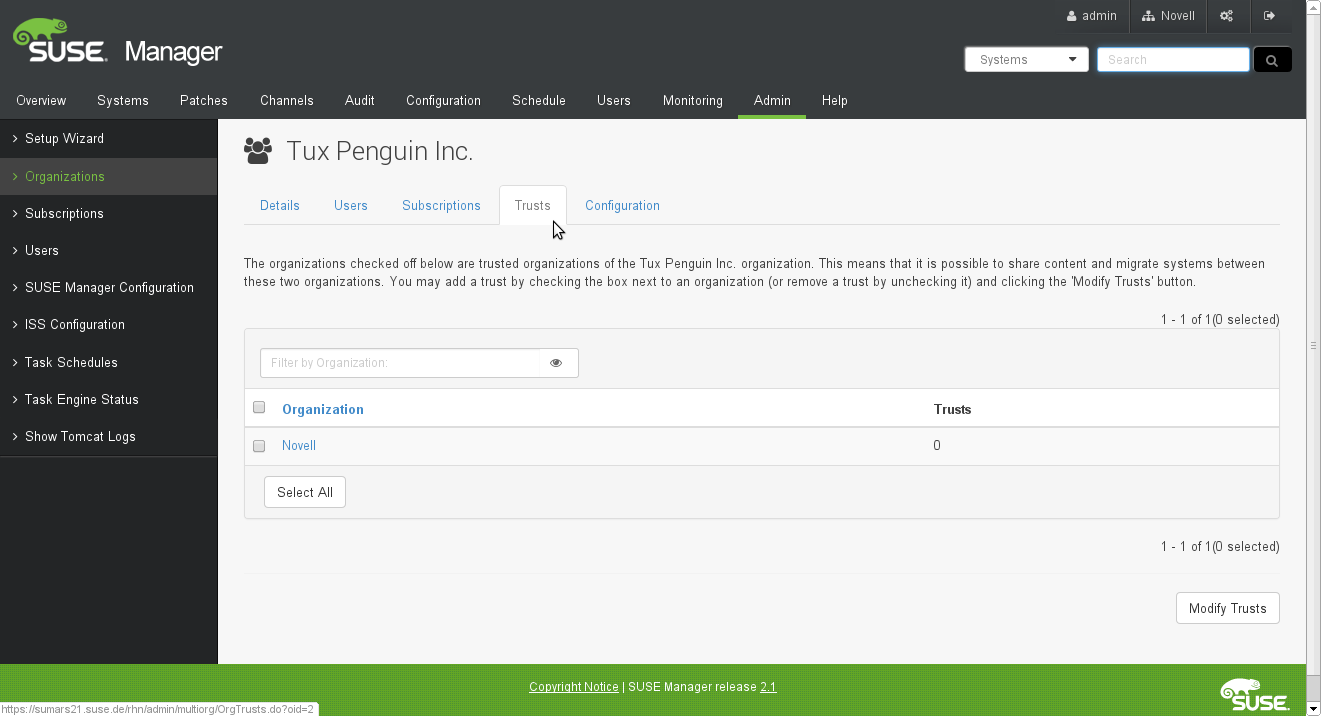 admin Novell
SUSE Manager
Systems Search
Overview Systems Patches Channels Audit Configuration Schedule Users Monitoring Admin Help
Setup Wizard
Organizations
Subscriptions
Users
SUSE Manager Configuration
ISS Configuration
Task Schedules
Task Engine Status
Show Tomcat Logs
Tux Penguin Inc.
Details Users Subscriptions Trusts Configuration
The organizations checked off below are trusted organizations of the Tux Penguin Inc. organization. This means that it is possible to share content and migrate systems between
these two organizations. You may add a trust by checking the box next to an organization (or remove a trust by unchecking it) and clicking the 'Modify Trusts' button.
1 - 1 of 1(0 selected)
Filter by Organization:
Organization Trusts
Novell 0
Select All
1 - 1 of 1(0 selected)
Modify Trusts
Copyright Notice | SUSE Manager release 2.1
SUSE
https://sumars21.suse.de/rhn/admin/multiorg/OrgTrusts.do?oid=2